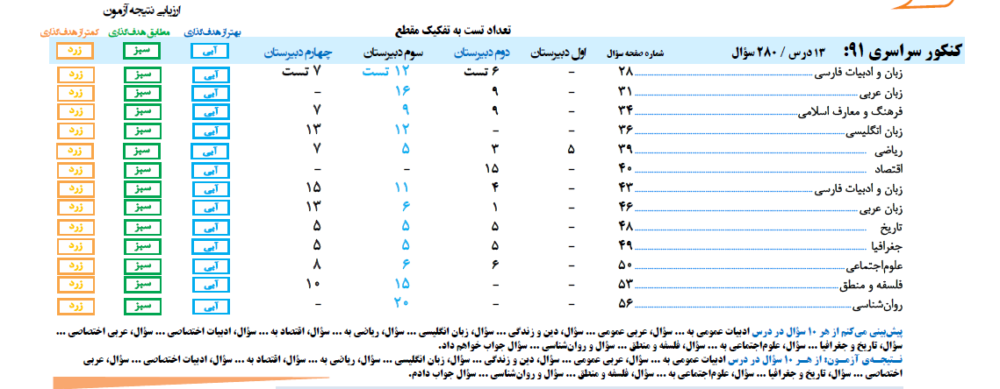 ارزیابی نتیجه آزمون
تعداد تست به تفکیک مقطع
بهتر از هدف‌گذاری مطابق هدف‌گذاری کمتر از هدف‌گذاری
کنکور سراسری ۹۱: ۱۳ درس / ۲۸۰ سؤال شماره صفحه سؤال اول دبیرستان دوم دبیرستان سوم دبیرستان چهارم دبیرستان آبی سبز زرد
زبان و ادبیات فارسی ۲۸ - ۶ تست ۱۲ تست ۷ تست آبی سبز زرد
زبان عربی ۳۱ - ۹ ۱۶ - آبی سبز زرد
فرهنگ و معارف اسلامی ۳۴ - ۹ ۹ ۷ آبی سبز زرد
زبان انگلیسی ۳۶ - - ۱۲ ۱۳ آبی سبز زرد
ریاضی ۳۹ ۵ ۳ ۵ ۷ آبی سبز زرد
اقتصاد ۴۰ - ۱۵ - - آبی سبز زرد
زبان و ادبیات فارسی ۴۳ - ۴ ۱۱ ۱۵ آبی سبز زرد
زبان عربی ۴۶ - ۱ ۶ ۱۳ آبی سبز زرد
تاریخ ۴۸ - ۵ ۵ ۵ آبی سبز زرد
جغرافیا ۴۹ - ۵ ۵ ۵ آبی سبز زرد
علوم‌اجتماعی ۵۰ - ۶ ۶ ۸ آبی سبز زرد
فلسفه و منطق ۵۳ - - ۱۵ ۱۰ آبی سبز زرد
روان‌شناسی ۵۶ - - ۲۰ - آبی سبز زرد
پیش‌بینی می‌کنم از هر ۱۰ سؤال در درس ادبیات عمومی به ... سؤال، عربی عمومی ... سؤال، دین و زندگی ... سؤال، زبان انگلیسی ... سؤال، ریاضی به ... سؤال، اقتصاد به ... سؤال، ادبیات اختصاصی ... سؤال، عربی اختصاصی ...
سؤال، تاریخ و جغرافیا ... سؤال، علوم‌اجتماعی به ... سؤال، فلسفه و منطق ... سؤال و روان‌شناسی ... سؤال جواب خواهم داد.
نتیجه‌ی آزمون: از هر ۱۰ سؤال در درس ادبیات عمومی به ... سؤال، عربی عمومی ... سؤال، دین و زندگی ... سؤال، زبان انگلیسی ... سؤال، ریاضی به ... سؤال، اقتصاد به ... سؤال، ادبیات اختصاصی ... سؤال، عربی
اختصاصی ... سؤال، تاریخ و جغرافیا ... سؤال، علوم‌اجتماعی به ... سؤال، فلسفه و منطق ... سؤال و روان‌شناسی ... سؤال جواب دادم.